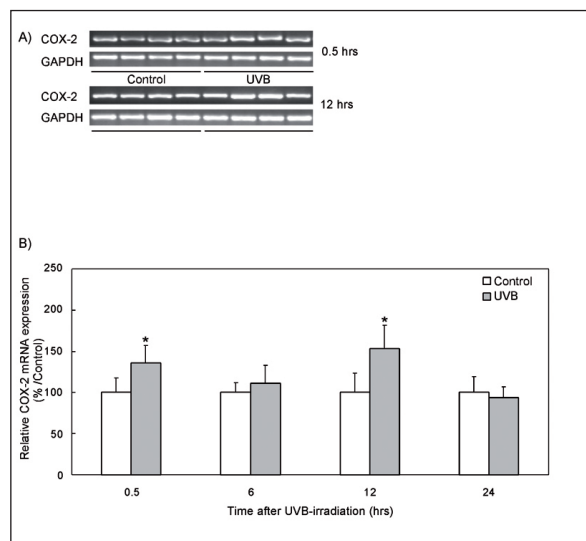 A)
COX-2
GAPDH
0.5 hrs
Control UVB
COX-2
GAPDH
12 hrs
B)
Relative COX-2 mRNA expression
(% /Control)
250
200
150
100
50
0
Control
UVB
*
*
0.5 6 12 24
Time after UVB-irradiation (hrs)